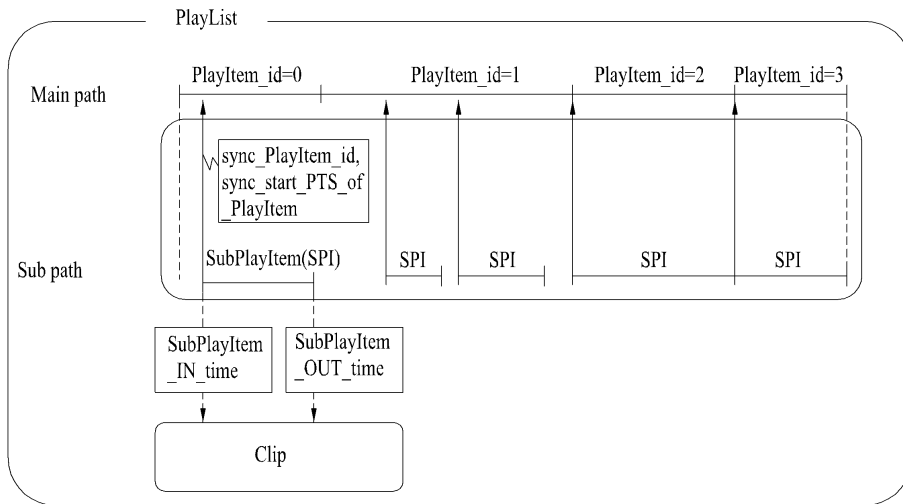 PlayList
Main path
PlayItem_id=0
PlayItem_id=1
PlayItem_id=2
PlayItem_id=3
sync_PlayItem_id,
sync_start_PTS_of
_PlayItem
Sub path
SubPlayItem(SPI)
SPI
SPI
SPI
SPI
SubPlayItem
_IN_time
SubPlayItem
_OUT_time
Clip